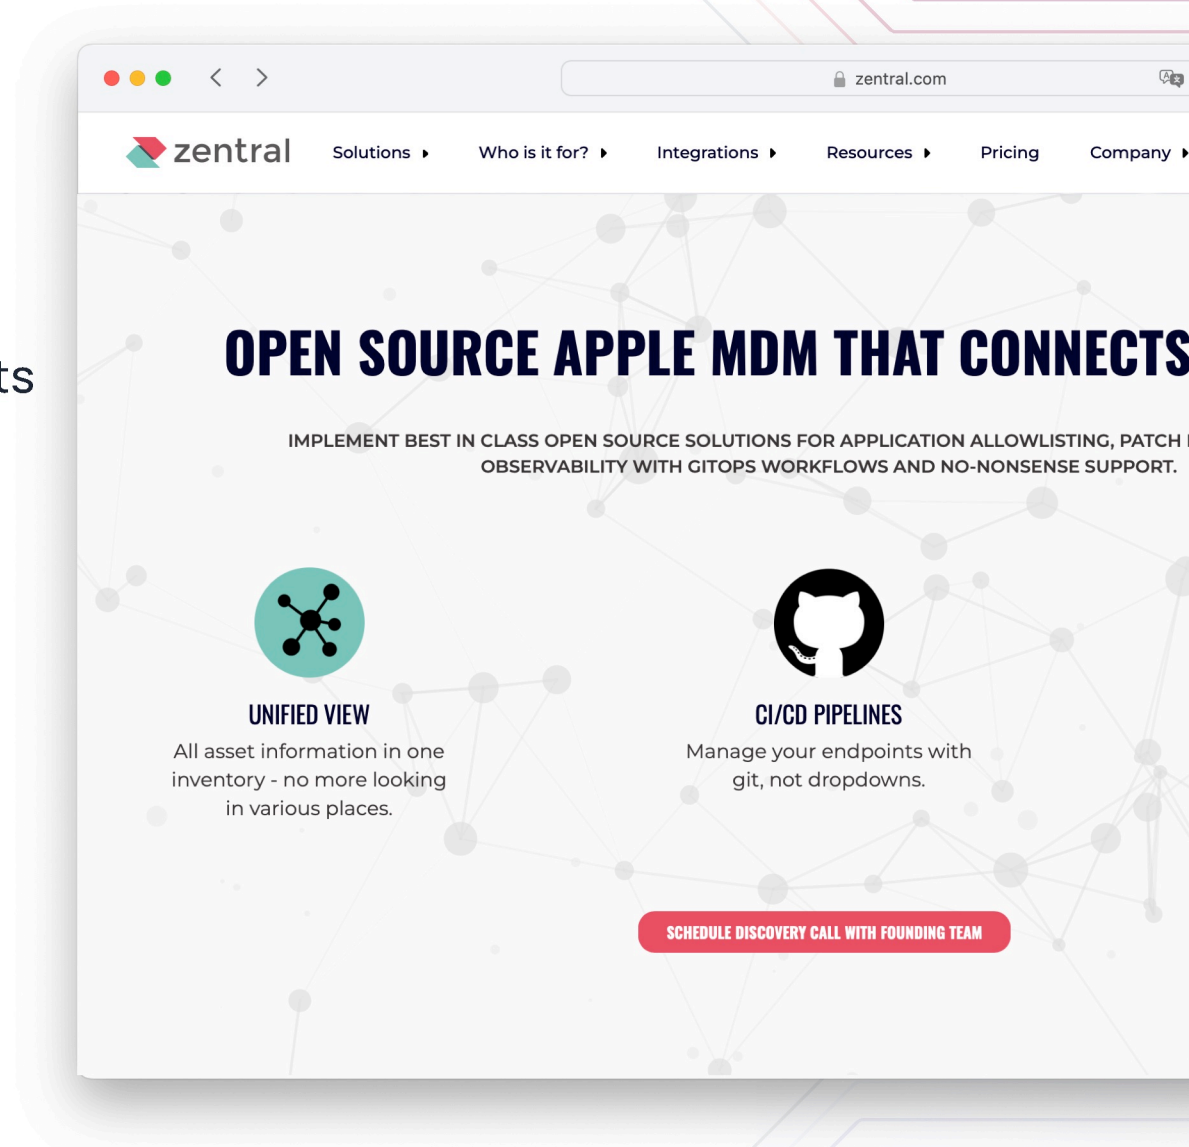 zentral.com
zentral Solutions Who is it for? Integrations Resources Pricing Company
OPEN SOURCE APPLE MDM THAT CONNECTS
ts
IMPLEMENT BEST IN CLASS OPEN SOURCE SOLUTIONS FOR APPLICATION ALLOWLISTING, PATCH
OBSERVABILITY WITH GITOPS WORKFLOWS AND NO-NONSENSE SUPPORT.
UNIFIED VIEW
All asset information in one
inventory - no more looking
in various places.
CI/CD PIPELINES
Manage your endpoints with
git, not dropdowns.
SCHEDULE DISCOVERY CALL WITH FOUNDING TEAM